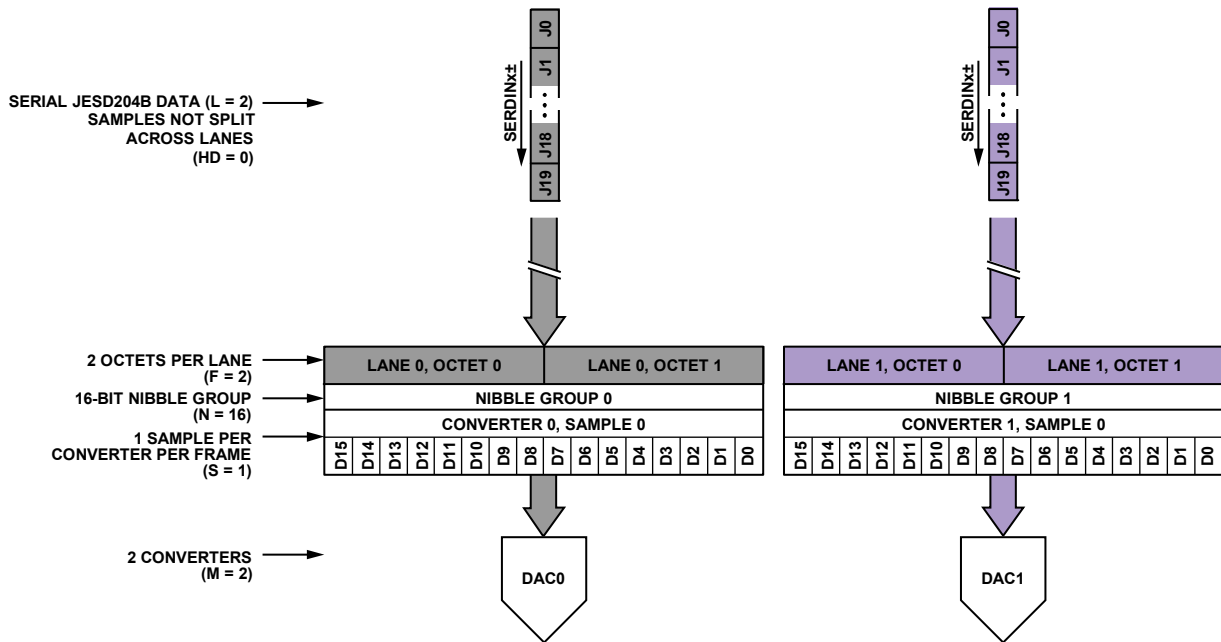 J0
J1
J18
J19
SERDINx±
J0
J1
J18
J19
SERDINx±
SERIAL JESD204B DATA (L = 2)
SAMPLES NOT SPLIT
ACROSS LANES
(HD = 0)
2 OCTETS PER LANE
(F = 2)
LANE 0, OCTET 0
LANE 0, OCTET 1
LANE 1, OCTET 0
LANE 1, OCTET 1
16-BIT NIBBLE GROUP
(N = 16)
NIBBLE GROUP 0
NIBBLE GROUP 1
1 SAMPLE PER
CONVERTER PER FRAME
(S = 1)
CONVERTER 0, SAMPLE 0
CONVERTER 1, SAMPLE 0
D15 D14 D13 D12 D11 D10 D9 D8 D7 D6 D5 D4 D3 D2 D1 D0
D15 D14 D13 D12 D11 D10 D9 D8 D7 D6 D5 D4 D3 D2 D1 D0
2 CONVERTERS
(M = 2)
DAC0
DAC1